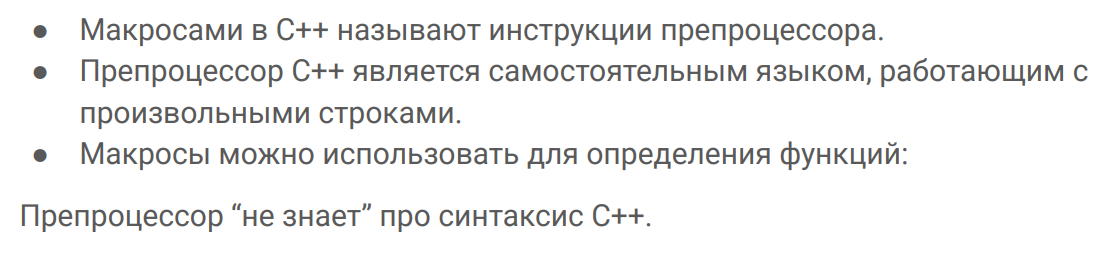 ● Макросами в C++ называют инструкции препроцессора.
● Препроцессор C++ является самостоятельным языком, работающим с
произвольными строками.
● Макросы можно использовать для определения функций:
Препроцессор “не знает” про синтаксис C++.